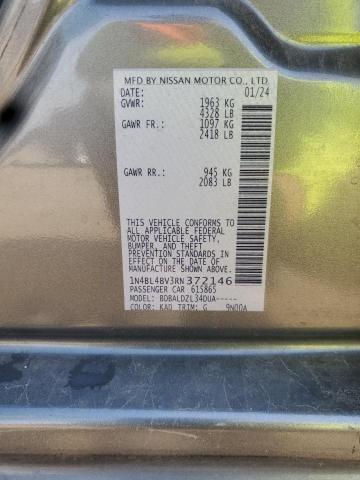 MFD BY NISSAN MOTOR CO., LTD.
DATE: 01/24
GVWR: 1963 KG
4328 LB
GAWR FR.: 1097 KG
2418 LB
GAWR RR.: 945 KG
2083 LB
THIS VEHICLE CONFORMS TO
ALL APPLICABLE FEDERAL
MOTOR VEHICLE SAFETY,
BUMPER, AND THEFT
PREVENTION STANDARDS IN
EFFECT ON THE DATE OF
MANUFACTURE SHOWN ABOVE.
1N4BL4BV3RN372146
PASSENGER CAR 615865
MODEL: BDBALDZL34DUA-----
COLOR: KAD TRIM: G 9N00A